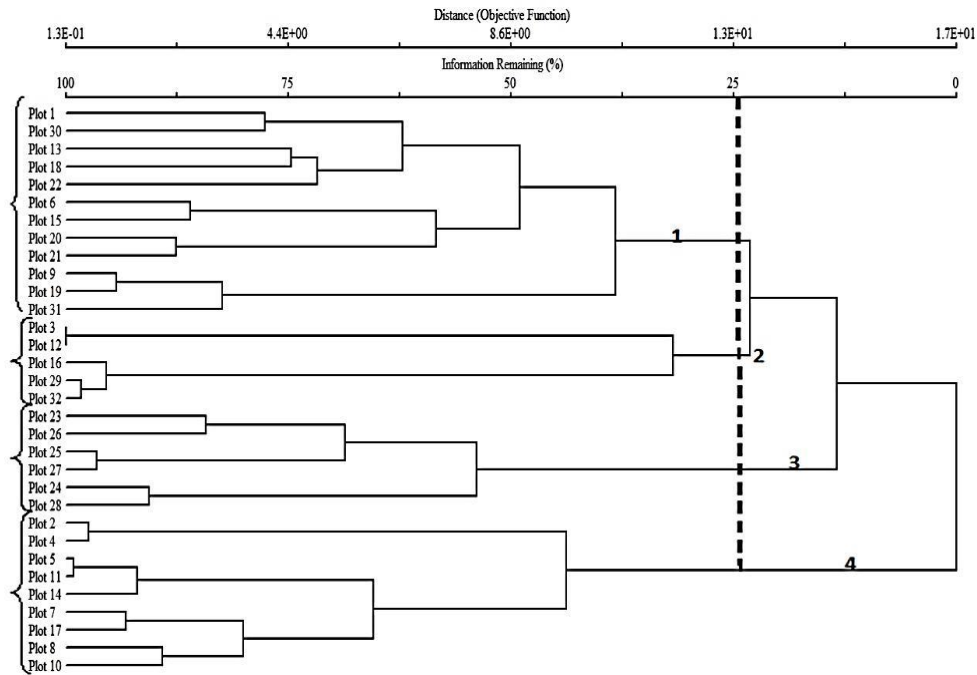 Distance (Objective Function)
1.3E-01 4.4E+00 8.6E+00 1.3E+01 1.7E+01
Information Remaining (%)
100 75 50 25 0
Plot 1
Plot 30
Plot 13
Plot 18
Plot 22
Plot 6
Plot 15
Plot 20
1
Plot 21
Plot 9
Plot 19
Plot 31
Plot 3
Plot 12
2
Plot 16
Plot 29
Plot 32
Plot 23
Plot 26
Plot 25
3
Plot 27
Plot 24
Plot 28
Plot 2
Plot 4
Plot 5
4
Plot 11
Plot 14
Plot 7
Plot 17
Plot 8
Plot 10